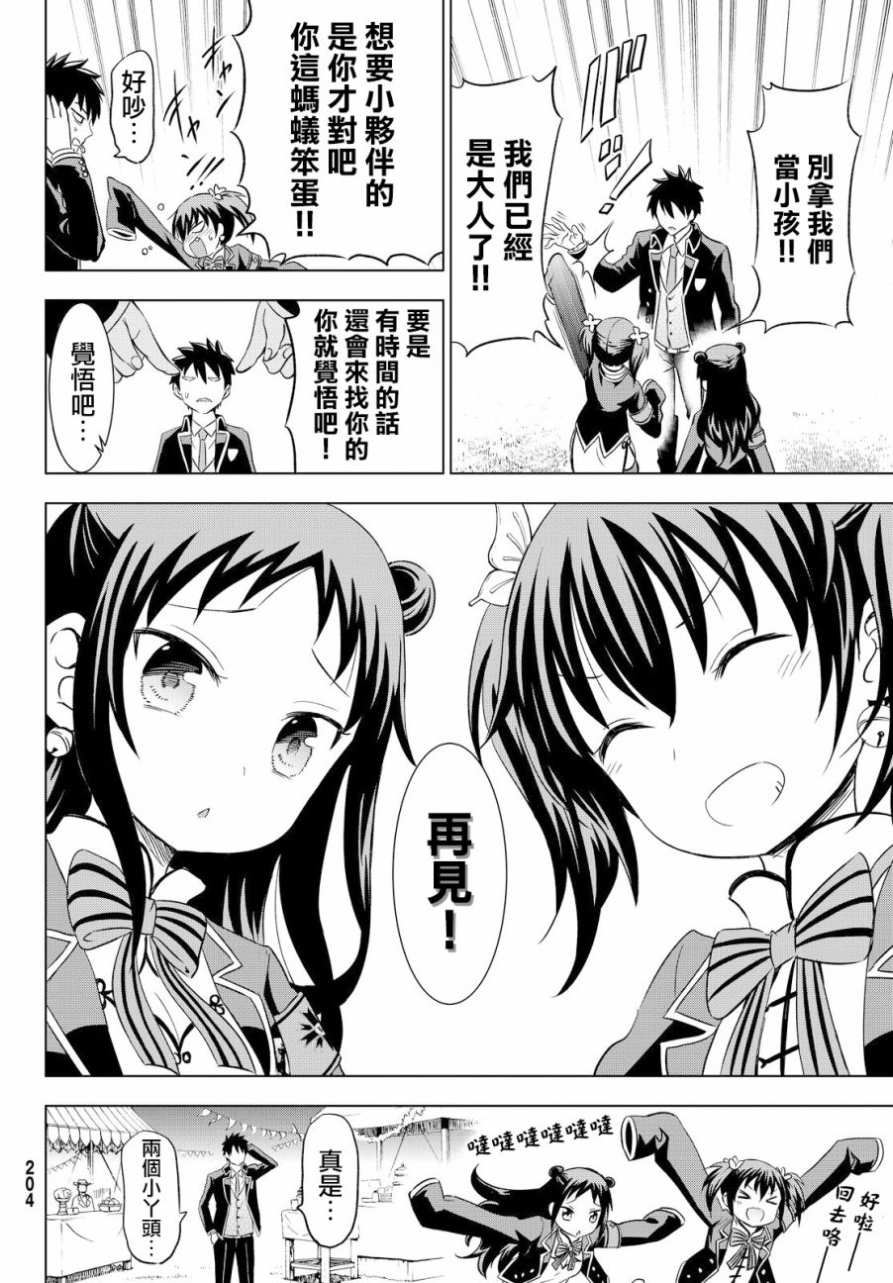 別拿我們
當小孩!!
我們已經
是大人了!!
想要小夥伴的
是你才對吧
你這螞蟻笨蛋!!
好吵…
要是
有時間的話
還會來找你的
你就覺悟吧！
覺悟吧…
再見！
好啦
回去咯
噠噠噠噠噠噠
真是…
兩個小丫頭…
204